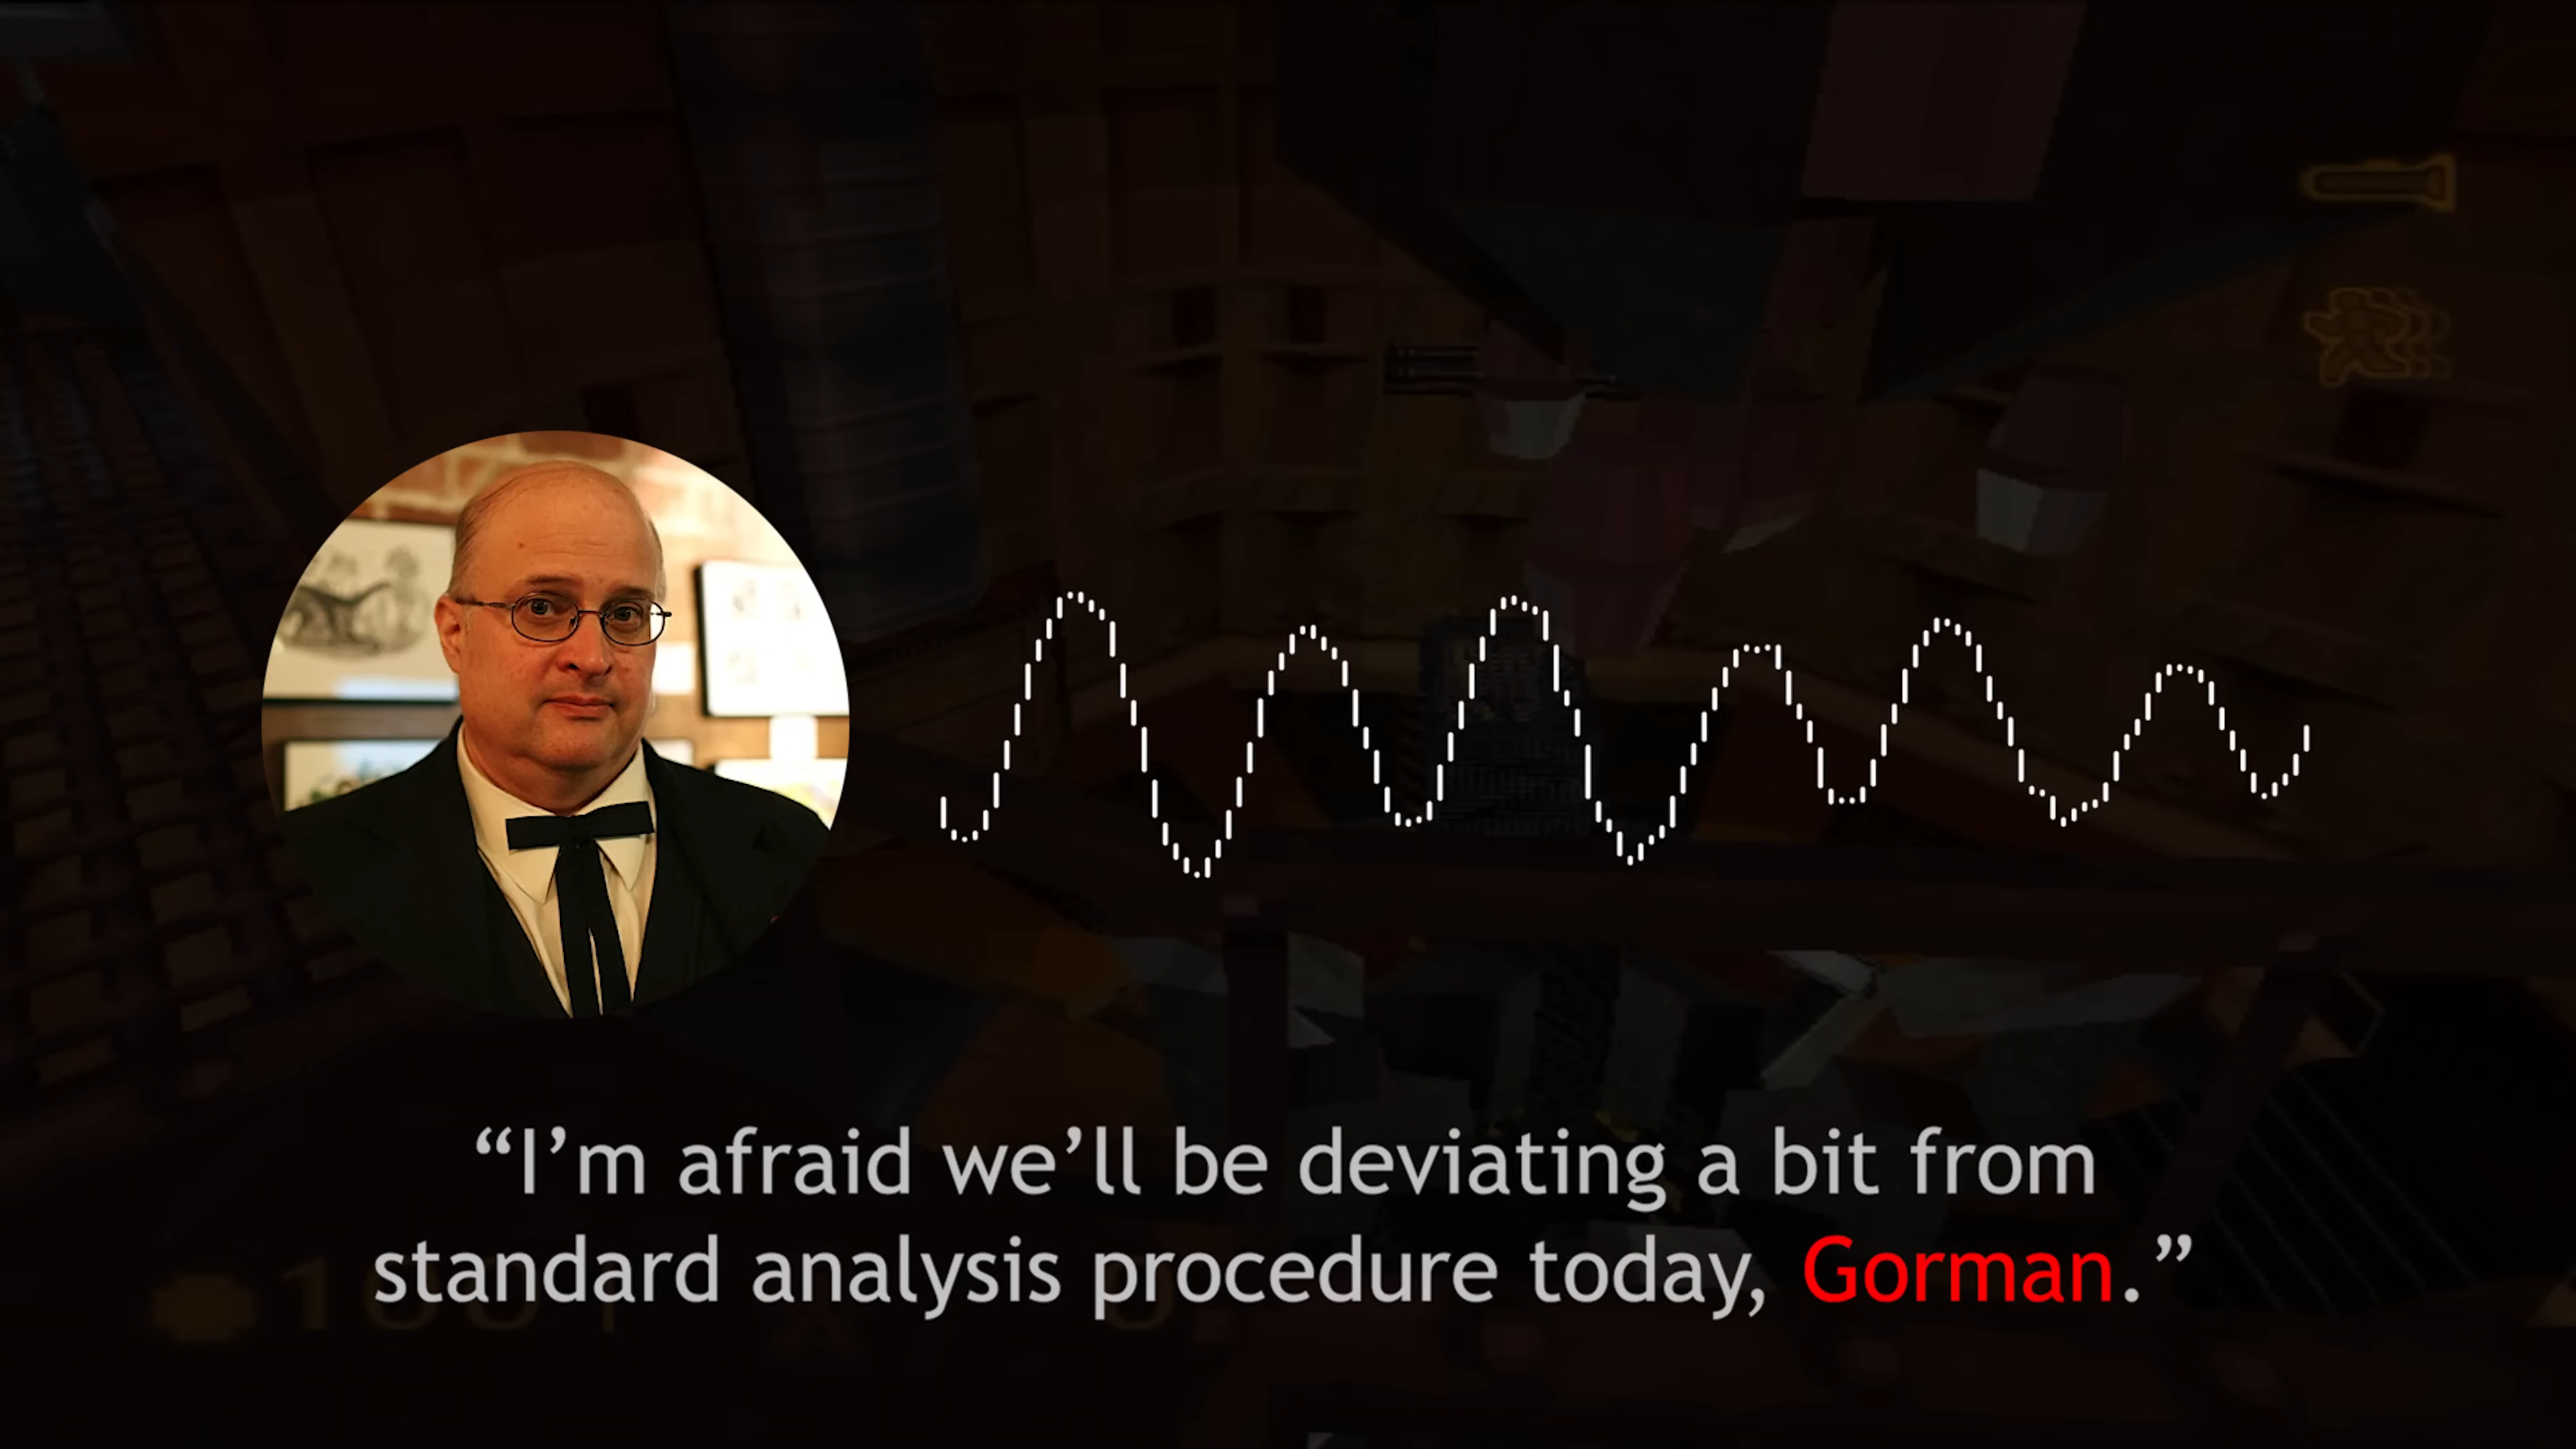 “I’m afraid we’ll be deviating a bit from
standard analysis procedure today, Gorman.”